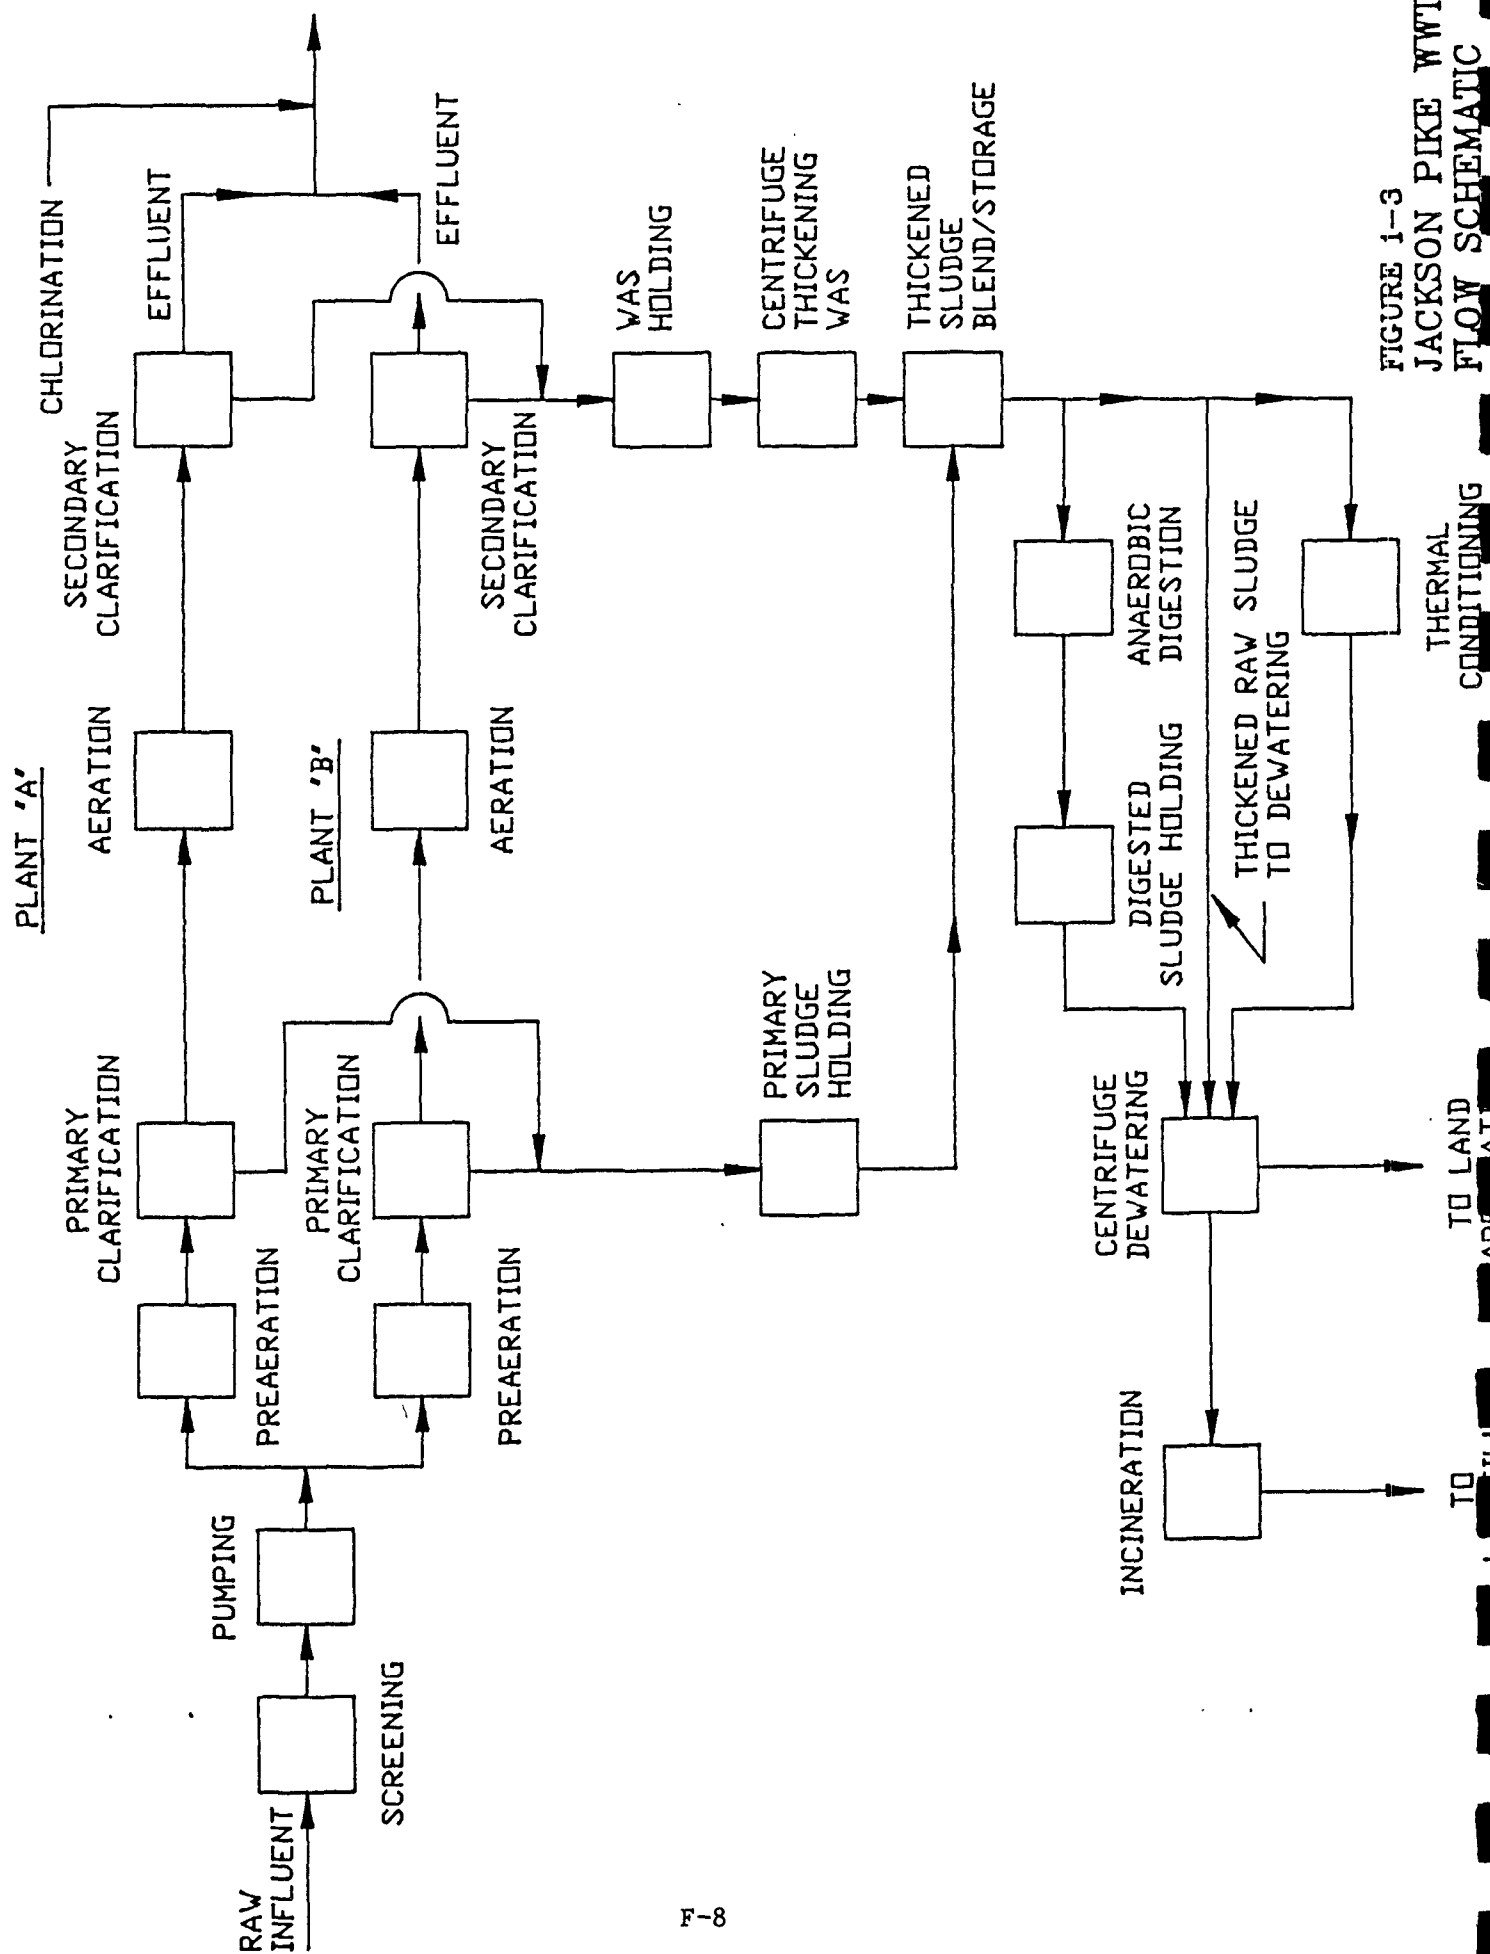 PLANT 'A'
CHLORINATION
PRIMARY
CLARIFICATION
AERATION
SECONDARY
CLARIFICATION
EFFLUENT
PREAERATION
PUMPING
RAW
INFLUENT
SCREENING
PRIMARY
CLARIFICATION
PLANT 'B'
EFFLUENT
PREAERATION
AERATION
SECONDARY
CLARIFICATION
WAS
HOLDING
PRIMARY
SLUDGE
HOLDING
CENTRIFUGE
THICKENING
WAS
THICKENED
SLUDGE
BLEND/STORAGE
CENTRIFUGE
DEWATERING
DIGESTED
SLUDGE HOLDING
ANAEROBIC
DIGESTION
INCINERATION
THICKENED RAW SLUDGE
TO DEWATERING
THERMAL
CONDITIONING
TO
TO LAND
FIGURE 1-3
JACKSON PIKE WWT
FLOW SCHEMATIC
F-8